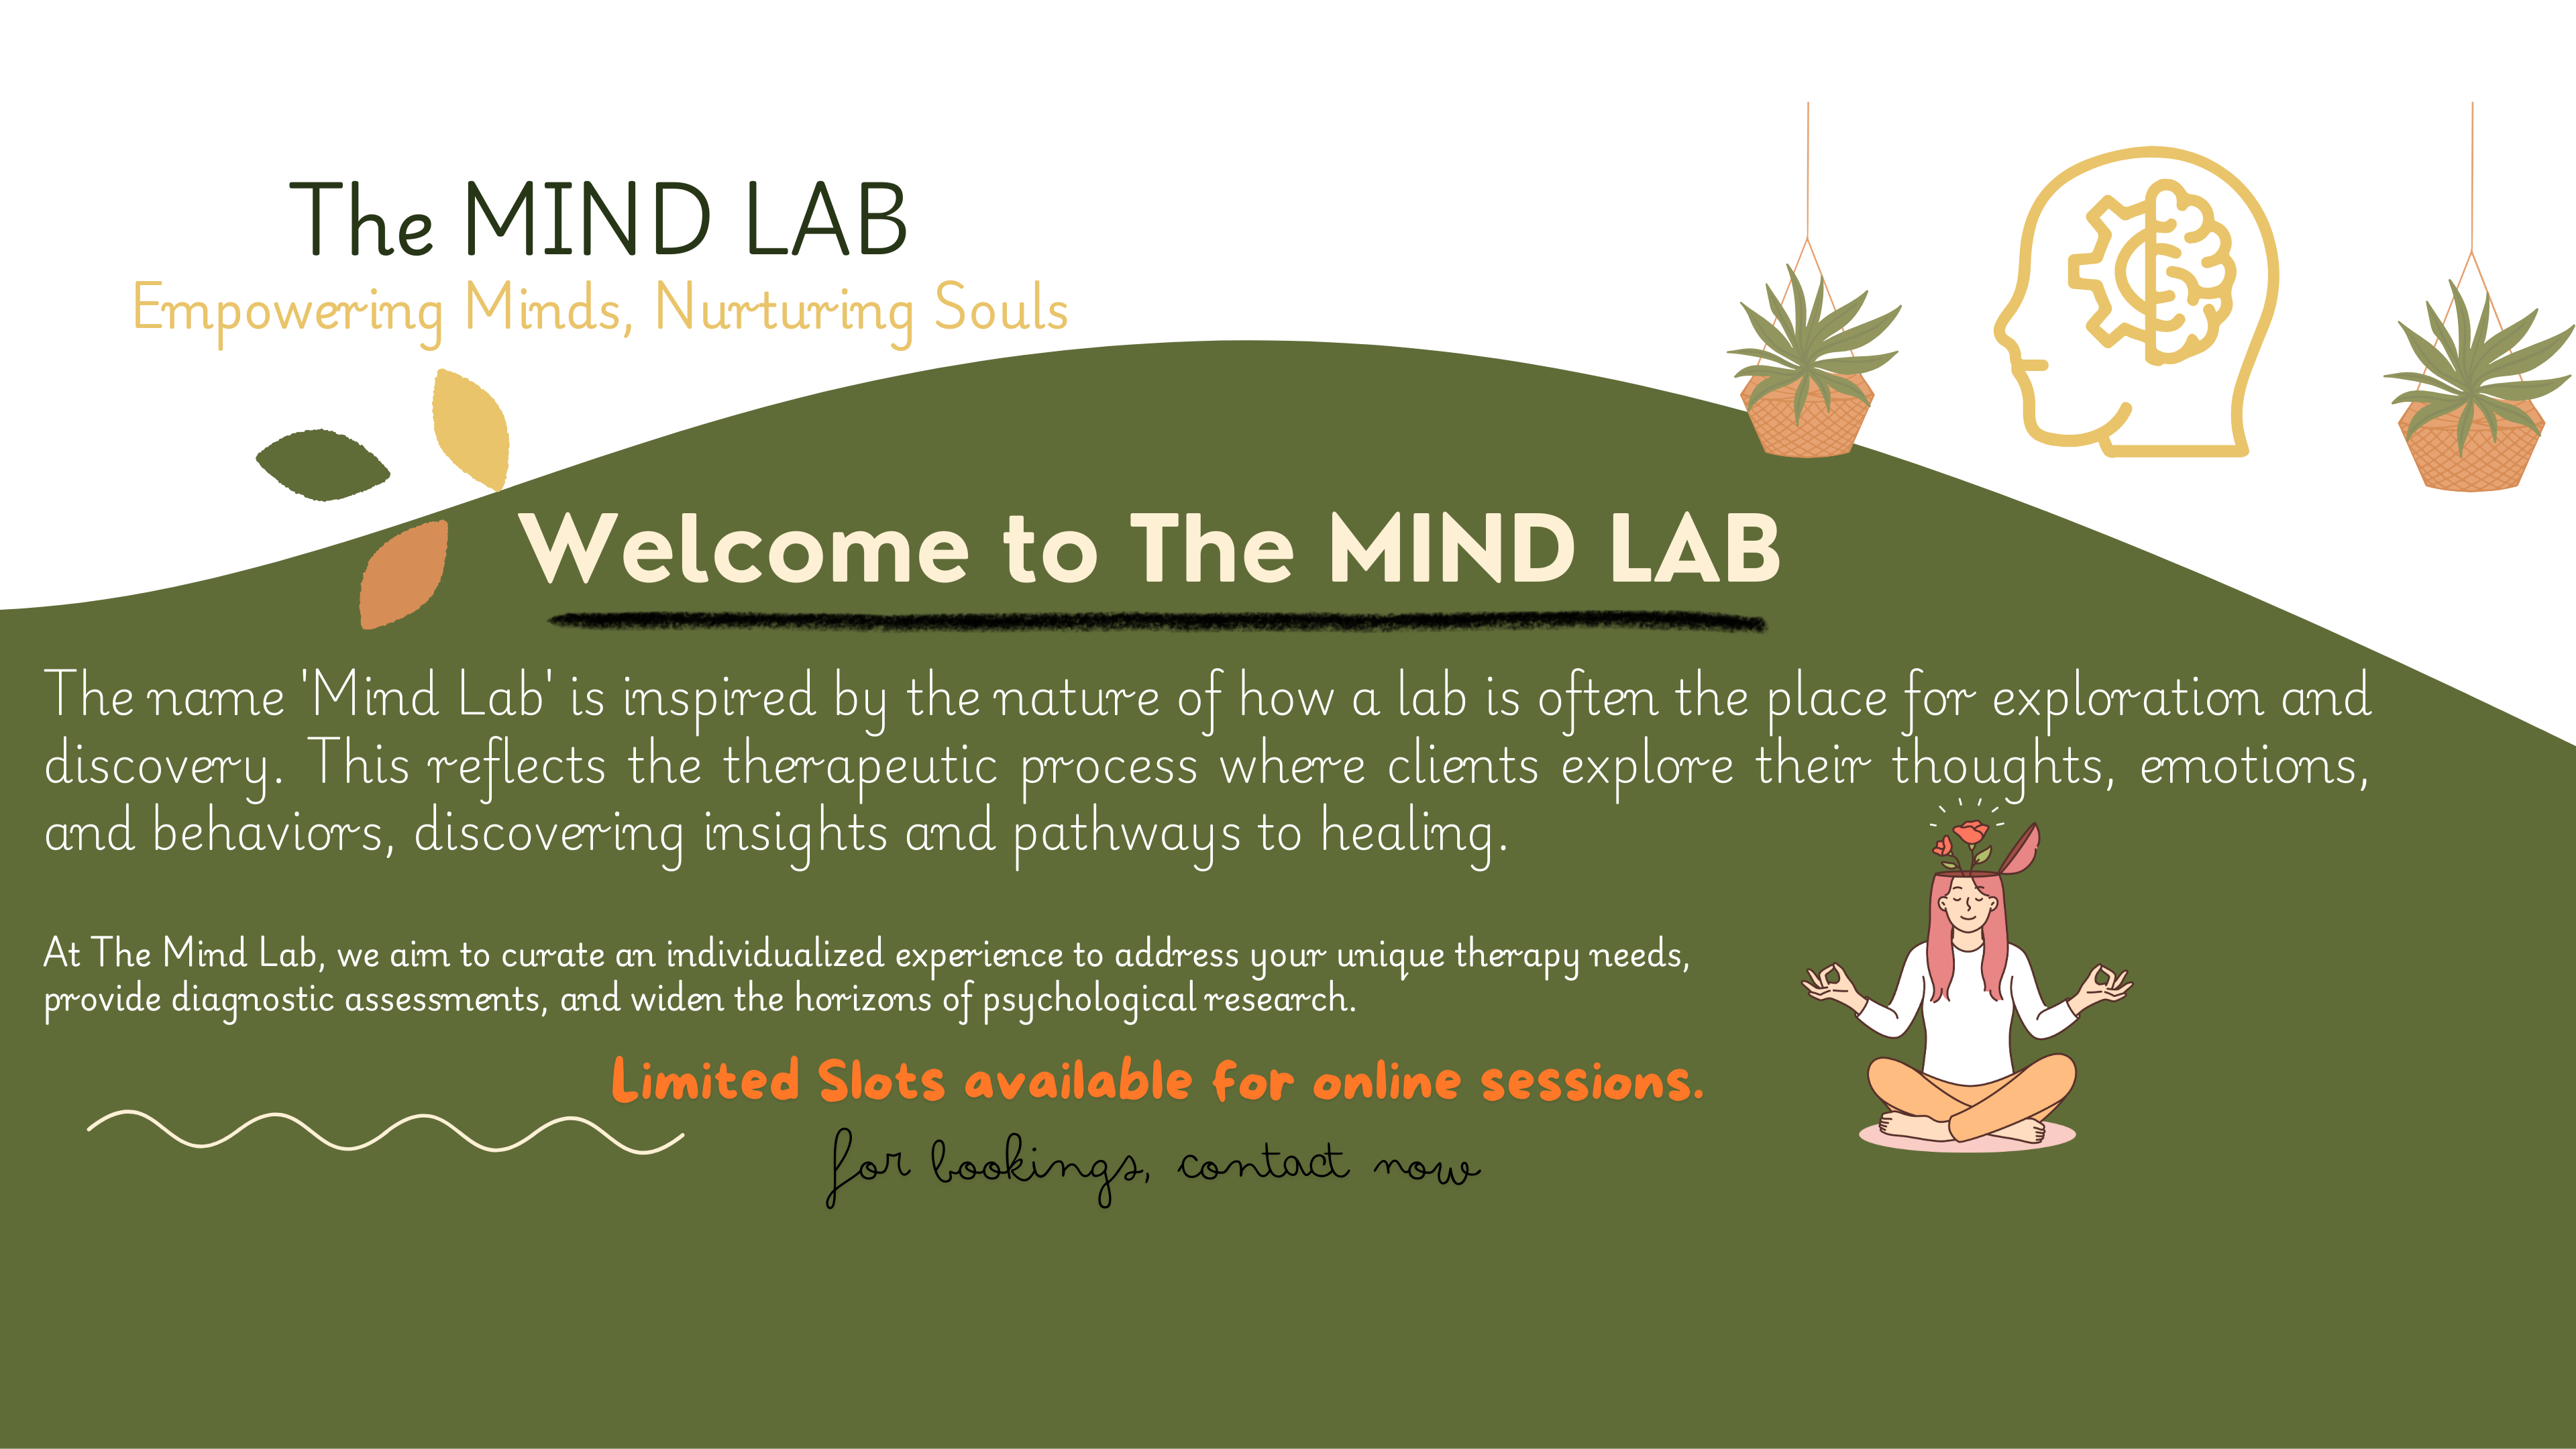 The MIND LAB
Empowering Minds, Nurturing Souls
Welcome to The MIND LAB
The name 'Mind Lab' is inspired by the nature of how a lab is often the place for exploration and
discovery. This reflects the therapeutic process where clients explore their thoughts, emotions,
and behaviors, discovering insights and pathways to healing.
At The Mind Lab, we aim to curate an individualized experience to address your unique therapy needs,
provide diagnostic assessments, and widen the horizons of psychological research.
Limited Slots available for online sessions.
for bookings, contact now